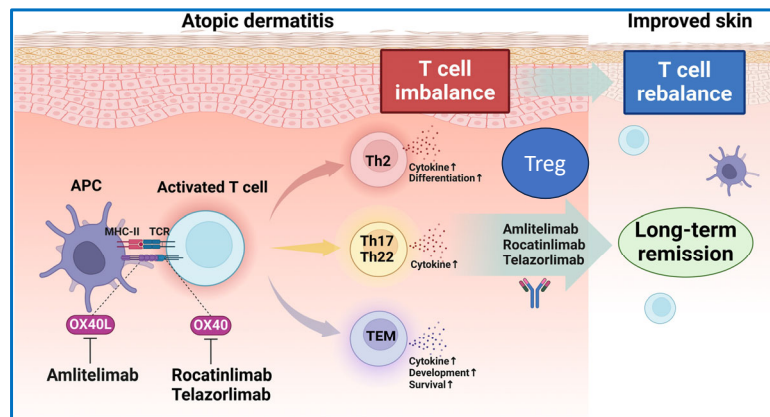 Atopic dermatitis
Improved skin
T cell
imbalance
T cell
rebalance
APC
Activated T cell
MHC-II
TCR
Th2
Cytokine↑
Differentiation↑
Treg
Th17
Th22
Cytokine↑
Amlitelimab
Rocatinlimab
Telazorlimab
Long-term
remission
OX40L
OX40
TEM
Cytokine↑
Development↑
Survival↑
Amlitelimab
Rocatinlimab
Telazorlimab